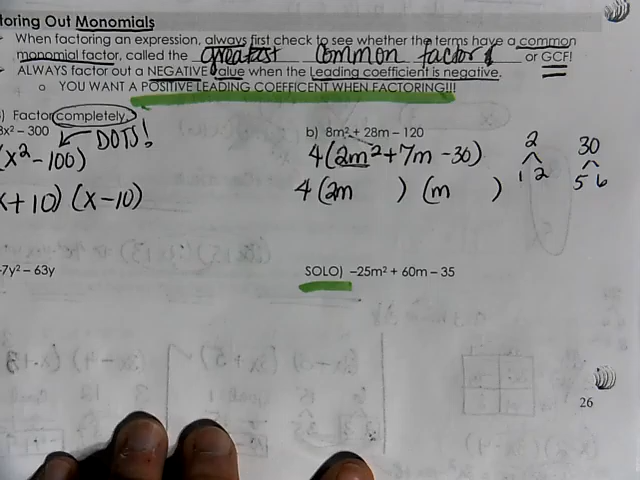 toring Out Monomials
When factoring an expression, always first check to see whether the terms have a common
monomial factor, called the greatest common factor or GCF!
ALWAYS factor out a NEGATIVE value when the Leading coefficient is negative.
o YOU WANT A POSITIVE LEADING COEFFICENT WHEN FACTORING!!!
) Factor completely.
3x² – 300
DOTS!
(x² – 100)
x + 10) (x – 10)
b) 8m² + 28m – 120
4(2m² + 7m – 30)
4 (2m ) (m )
2
1 2
30
5 6
-7y² – 63y
SOLO) –25m² + 60m – 35
26